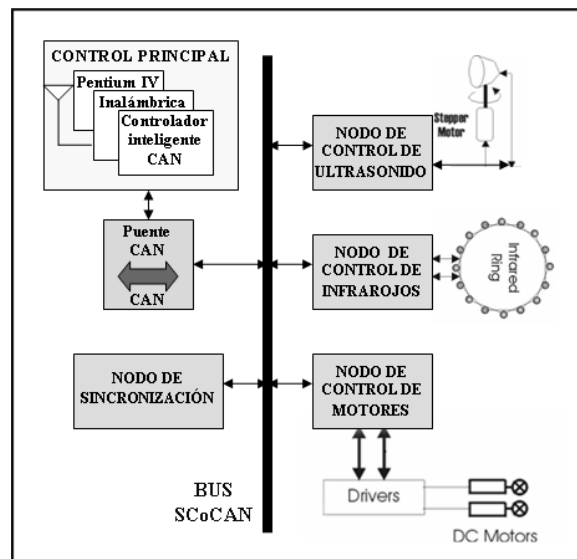 CONTROL PRINCIPAL
Pentium IV
Inalámbrica
Controlador
inteligente
CAN
Puente
CAN
CAN
NODO DE
SINCRONIZACIÓN
BUS
SCoCAN
NODO DE
CONTROL DE
ULTRASONIDO
Stepper
Motor
NODO DE
CONTROL DE
INFRAROJOS
Infrared
Ring
NODO DE
CONTROL DE
MOTORES
Drivers
DC Motors